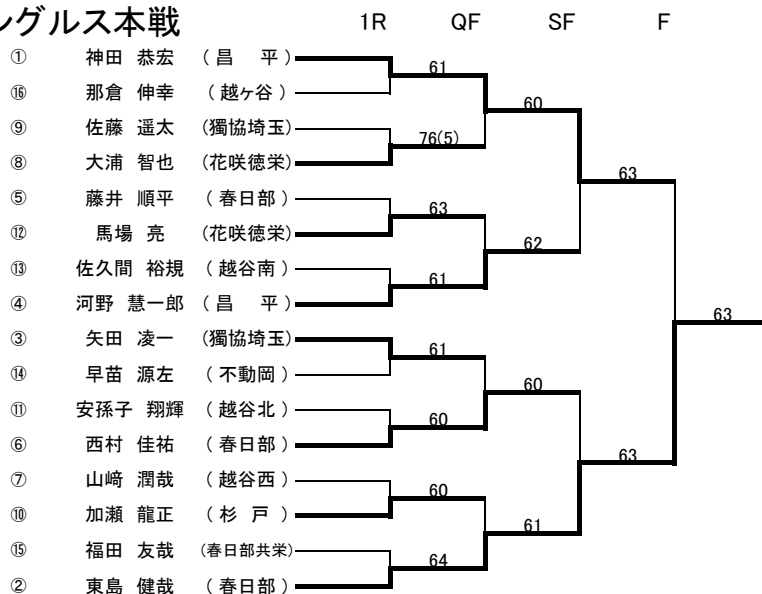 ングルス本戦 1R QF SF F
① 神田 恭宏 (昌 平)
61
⑯ 那倉 伸幸 (越ヶ谷)
60
⑨ 佐藤 遥太 (獨協埼玉)
76(5)
⑧ 大浦 智也 (花咲徳栄)
63
⑤ 藤井 順平 (春日部)
63
⑫ 馬場 亮 (花咲徳栄)
62
⑬ 佐久間 裕規 (越谷南)
61
④ 河野 慧一郎 (昌 平)
63
③ 矢田 凌一 (獨協埼玉)
61
⑭ 早苗 源左 (不動岡)
60
⑪ 安孫子 翔輝 (越谷北)
60
⑥ 西村 佳祐 (春日部)
63
⑦ 山﨑 潤哉 (越谷西)
60
⑩ 加瀬 龍正 (杉 戸)
61
⑮ 福田 友哉 (春日部共栄)
64
② 東島 健哉 (春日部)